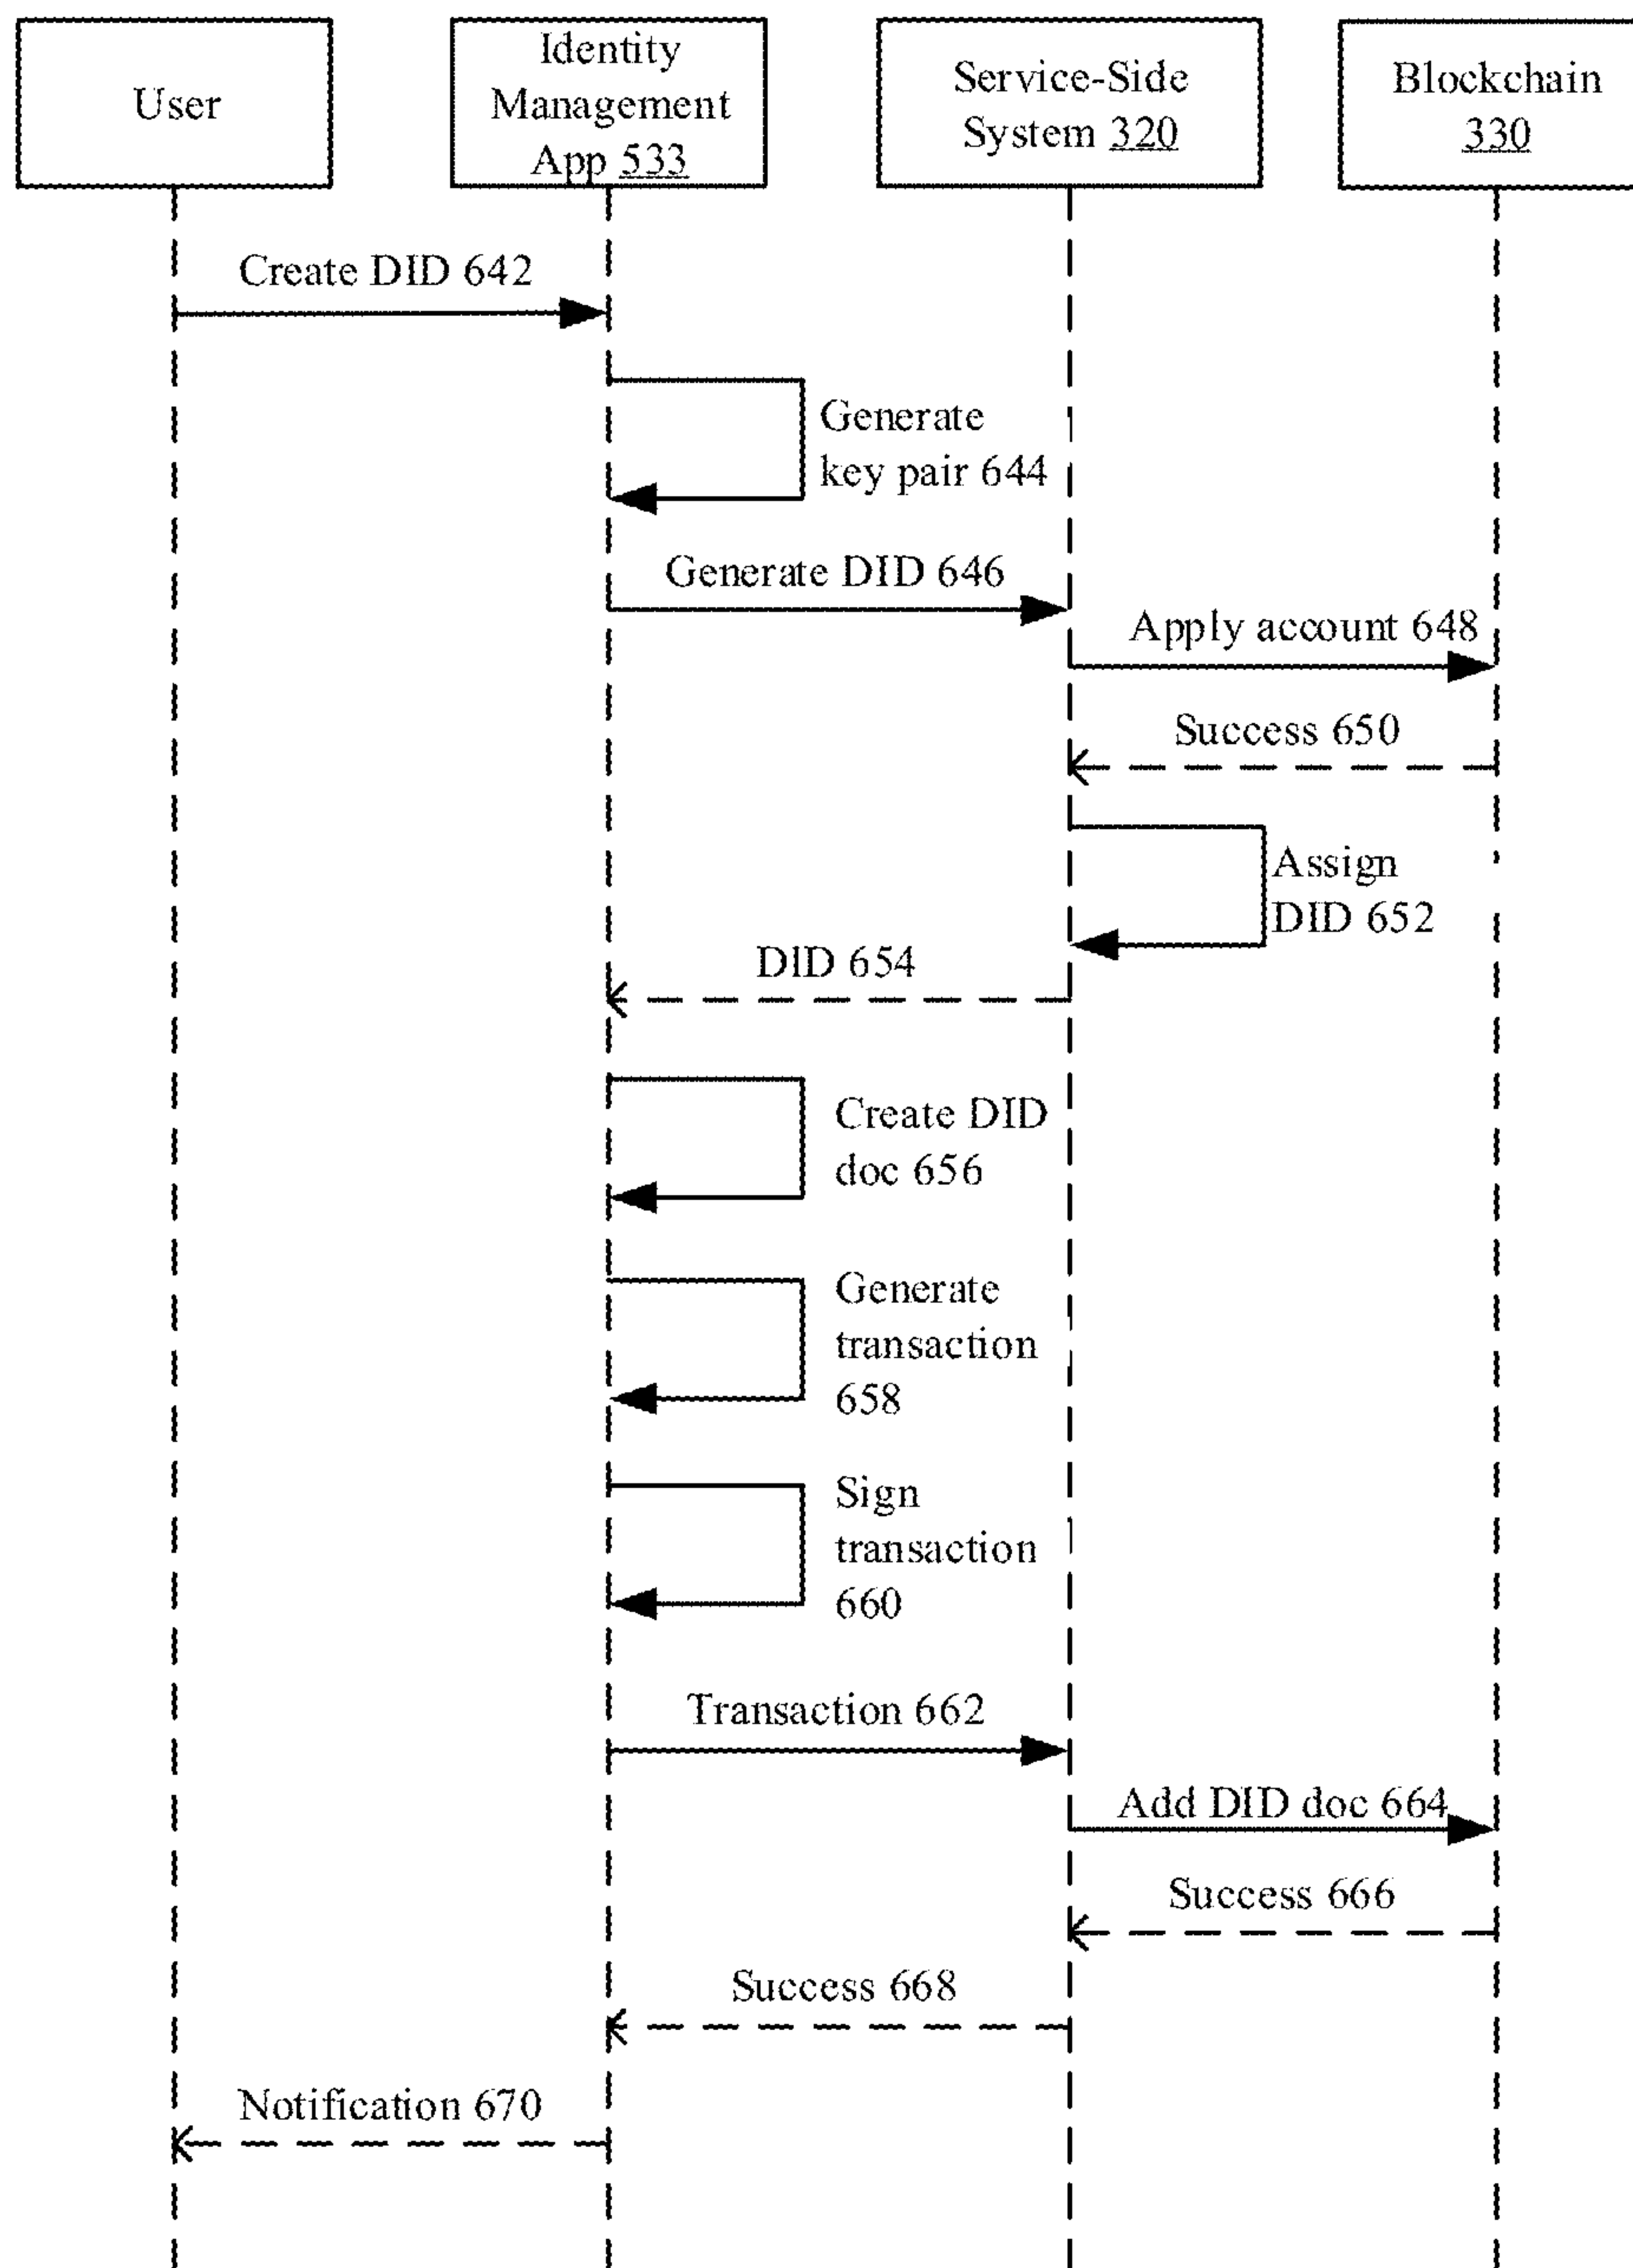 User
Identity
Management
App 533
Service-Side
System 320
Blockchain
330
Create DID 642
Generate
key pair 644
Generate DID 646
Apply account 648
Success 650
Assign
DID 652
DID 654
Create DID
doc 656
Generate
transaction
658
Sign
transaction
660
Transaction 662
Add DID doc 664
Success 666
Success 668
Notification 670